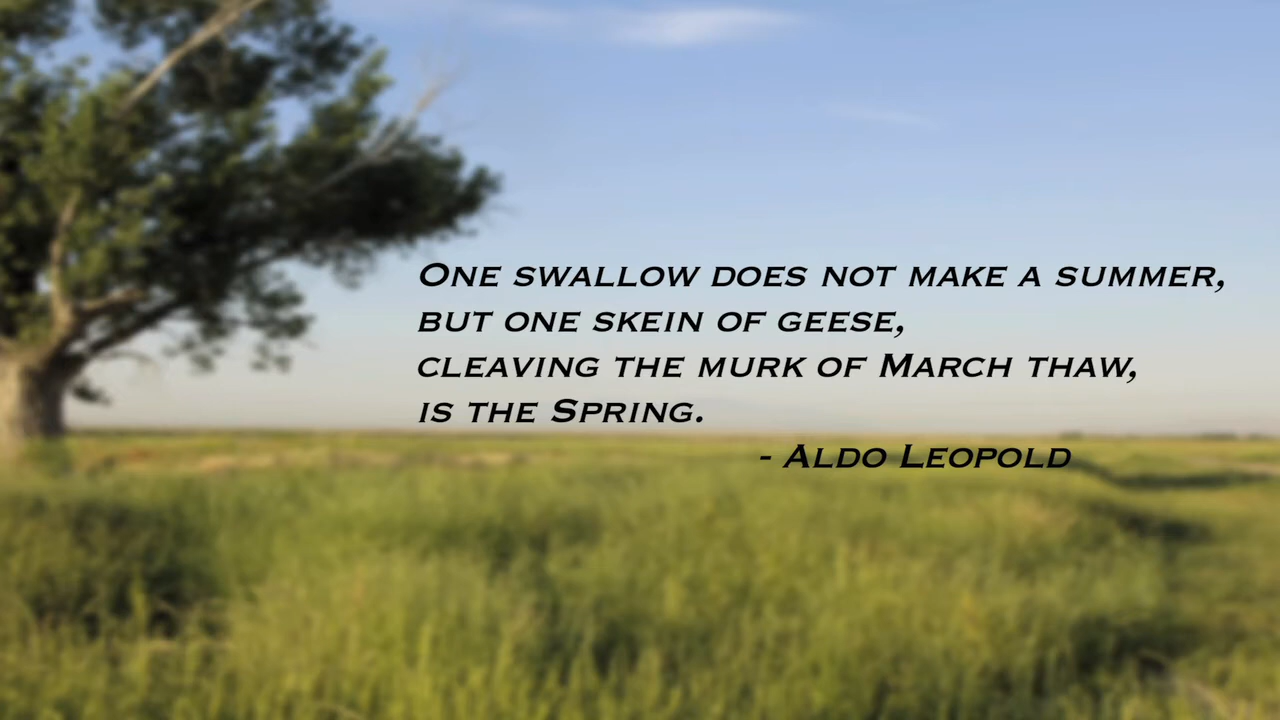 One swallow does not make a summer,
but one skein of geese,
cleaving the murk of March thaw,
is the Spring.
- Aldo Leopold